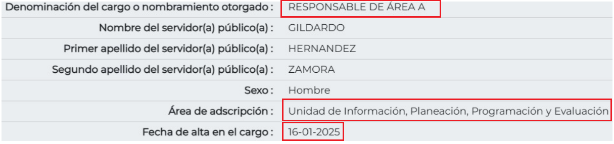 Denominación del cargo o nombramiento otorgado : RESPONSABLE DE ÁREA A
Nombre del servidor(a) público(a) : GILDARDO
Primer apellido del servidor(a) público(a) : HERNANDEZ
Segundo apellido del servidor(a) público(a) : ZAMORA
Sexo : Hombre
Área de adscripción : Unidad de Información, Planeación, Programación y Evaluación
Fecha de alta en el cargo : 16-01-2025